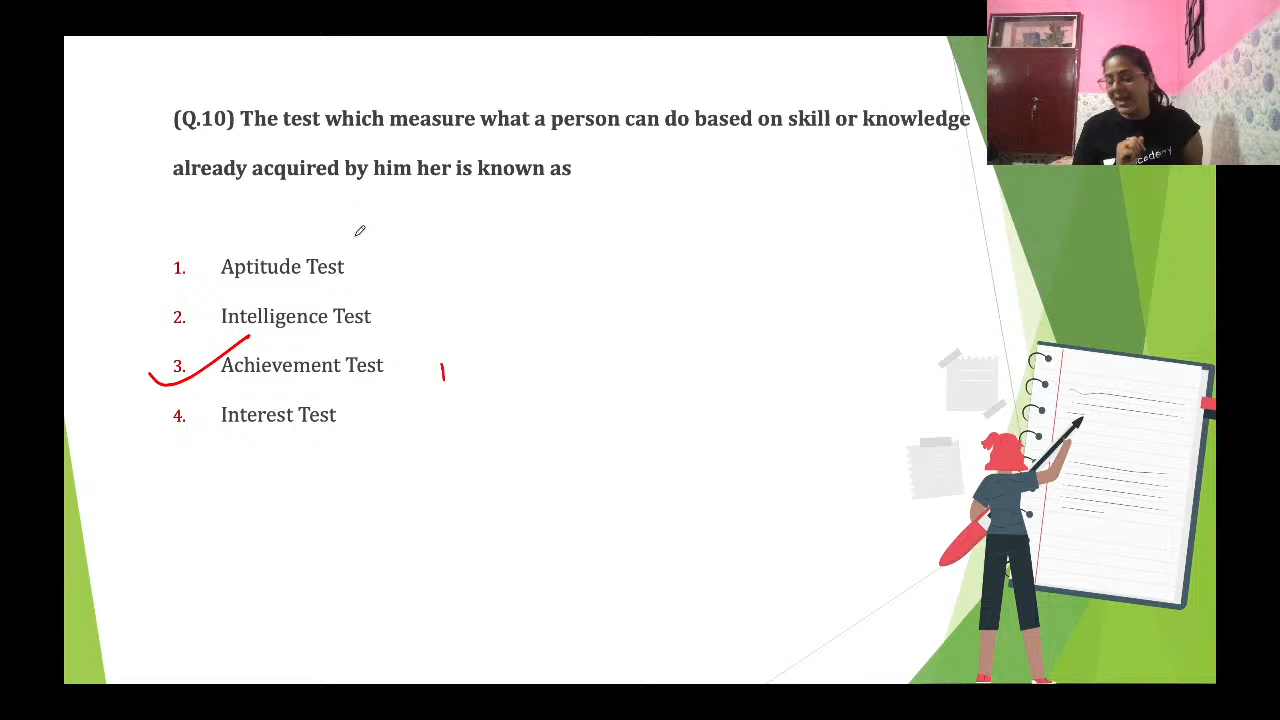 (Q.10) The test which measure what a person can do based on skill or knowledge
already acquired by him her is known as
1. Aptitude Test
2. Intelligence Test
3. Achievement Test
4. Interest Test